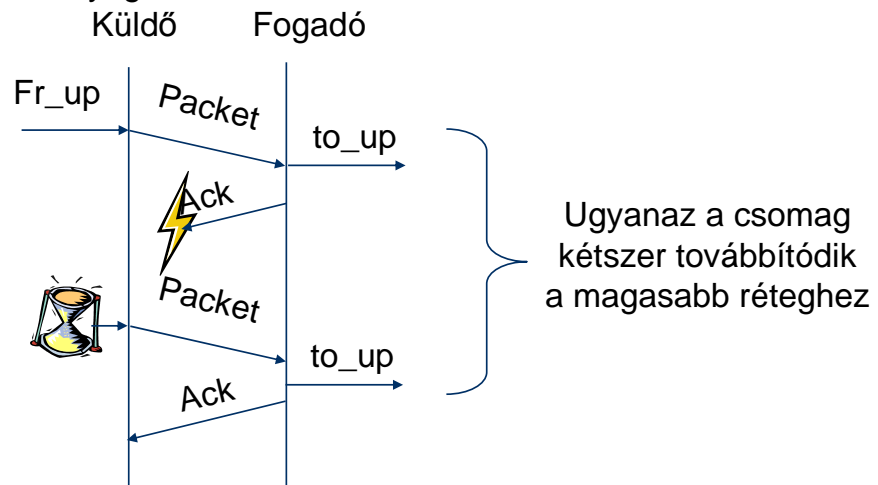 Küldő Fogadó
Fr_up
Packet
to_up
Ack
Ugyanaz a csomag
kétszer továbbítódik
a magasabb réteghez
Packet
to_up
Ack